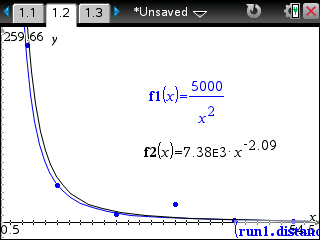 1.1 1.2 1.3 *Unsaved
259.66 y
f1(x)=5000/x²
f2(x)=7.38E3·x^-2.09
x
0.5
(run1.distan